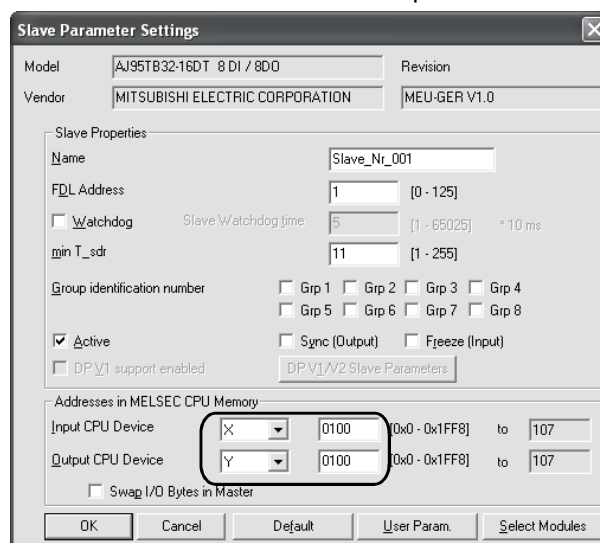 Slave Parameter Settings
Model AJ95TB32-16DT 8 DI / 8DO Revision
Vendor MITSUBISHI ELECTRIC CORPORATION MEU-GER V1.0
Slave Properties
Name Slave_Nr_001
FDL Address 1 [0 - 125]
Watchdog Slave Watchdog time 5 [1 - 65025] * 10 ms
min T_sdr 11 [1 - 255]
Group identification number Grp 1 Grp 2 Grp 3 Grp 4
Grp 5 Grp 6 Grp 7 Grp 8
Active Sync (Output) Freeze (Input)
DP V1 support enabled DP V1/V2 Slave Parameters
Addresses in MELSEC CPU Memory
Input CPU Device X 0100 [0x0 - 0x1FF8] to 107
Output CPU Device Y 0100 [0x0 - 0x1FF8] to 107
Swap I/O Bytes in Master
OK Cancel Default User Param. Select Modules